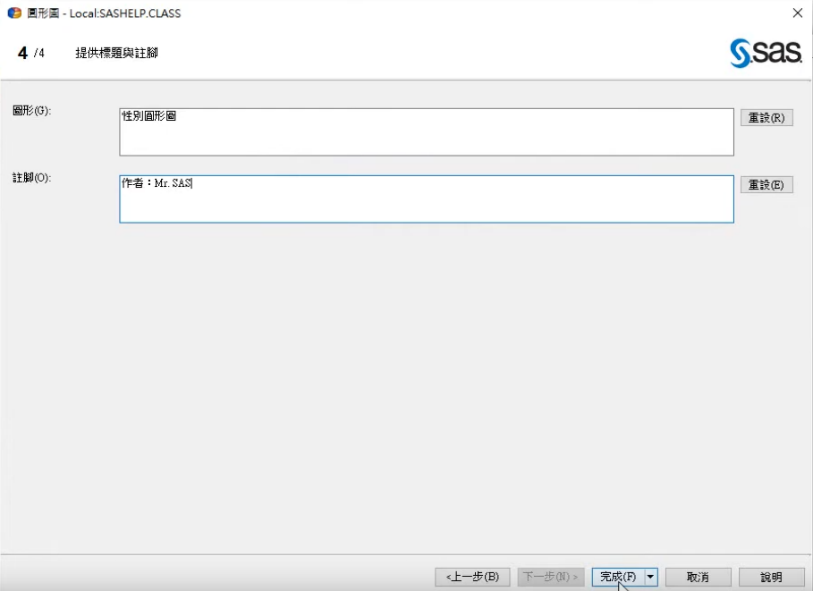 圓形圖 - Local:SASHELP.CLASS
4 /4 提供標題與註腳
sas
圖形(G):
性別圓形圖
重設(R)
註腳(O):
作者：Mr. SAS
重設(E)
<上一步(B) 下一步(N) > 完成(F) 取消 說明